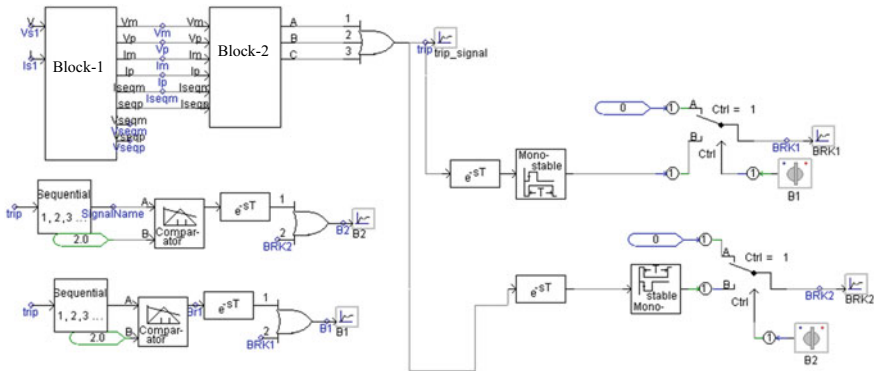 V
Vs1
I
Is1
Block-1
Vm
Vp
Im
Ip
Iseqm
Iseqp
Vseqm
Vseqm
Vseqp
Vseqp
Vm
Vp
Im
Ip
Iseqm
Vm
Vp
Im
Ip
Iseqm
Iseqp
Block-2
A
B
C
1
2
3
trip
trip_signal
e-sT
Mono-
stable
T
0
1
A
B
Ctrl = 1
Ctrl
1
1
BRK1
BRK1
B1
trip
Sequential
1, 2,3 ...
SignalName
2.0
A
B
Compar-
ator
e-sT
1
2
BRK2
B2
B2
trip
Sequential
1, 2,3 ...
2.0
A
B
Compar-
ator
Br1
e-sT
1
2
BRK1
B1
B1
e-sT
T
stable
Mono-
0
1
A
B
Ctrl = 1
Ctrl
1
1
BRK2
BRK2
B2